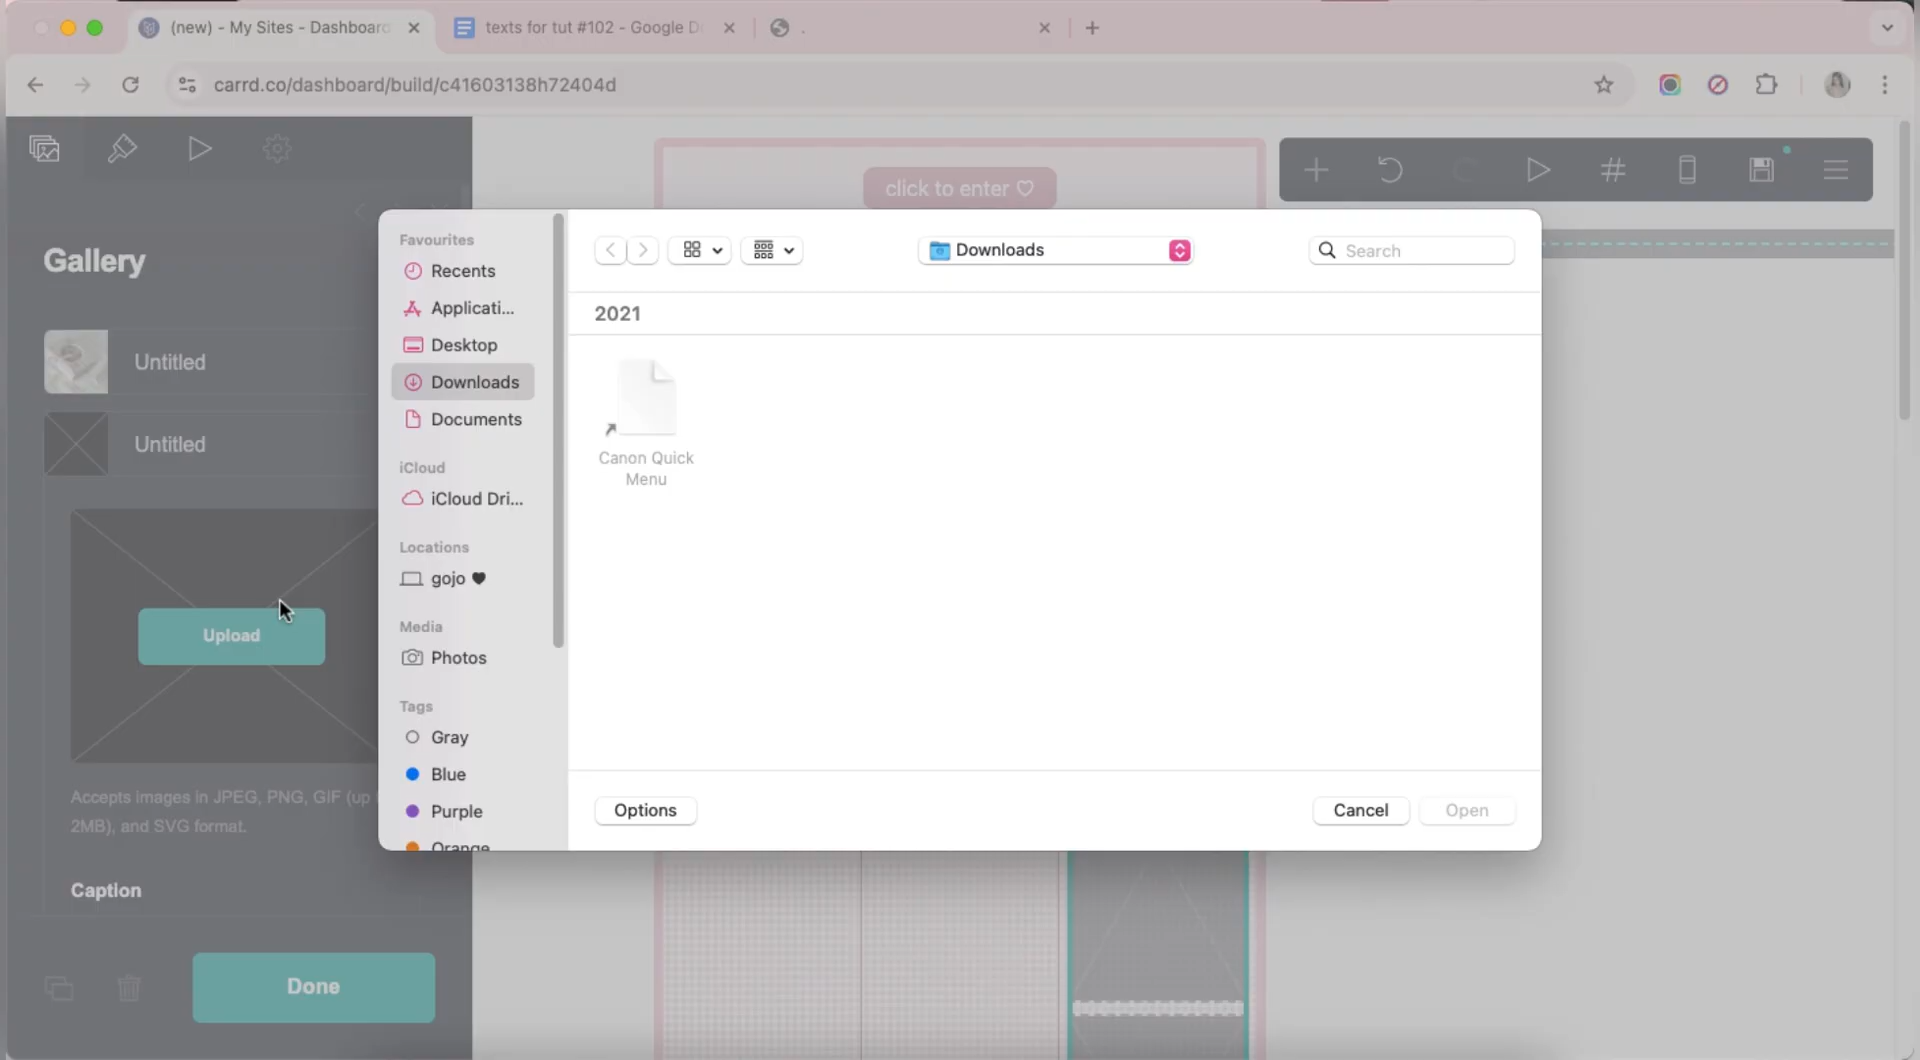 (new) - My Sites - Dashboard
texts for tut #102 - Google D
.
carrd.co/dashboard/build/c41603138h72404d
click to enter ♡
Gallery
Untitled
Untitled
Upload
Accepts images in JPEG, PNG, GIF (up
2MB), and SVG format.
Caption
Done
Favourites
Recents
Applicati...
Desktop
Downloads
Documents
iCloud
iCloud Dri...
Locations
gojo ♥
Media
Photos
Tags
Gray
Blue
Purple
Orange
Downloads
Search
2021
Canon Quick
Menu
Options
Cancel
Open